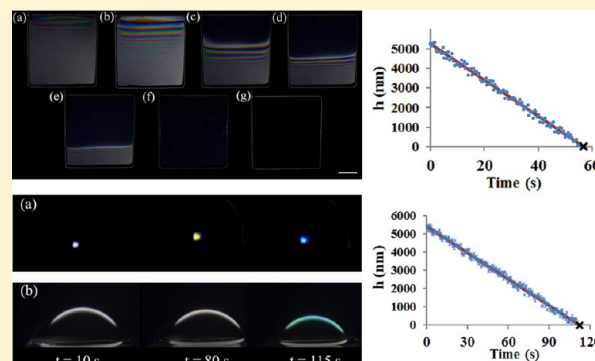 (a) (b) (c) (d)
(e) (f) (g)
h (nm)
5000
4000
3000
2000
1000
0
0 20 40 60
Time (s)
(a)
(b)
t = 10 s t = 80 s t = 115 s
h (nm)
6000
5000
4000
3000
2000
1000
0
0 30 60 90 120
Time (s)